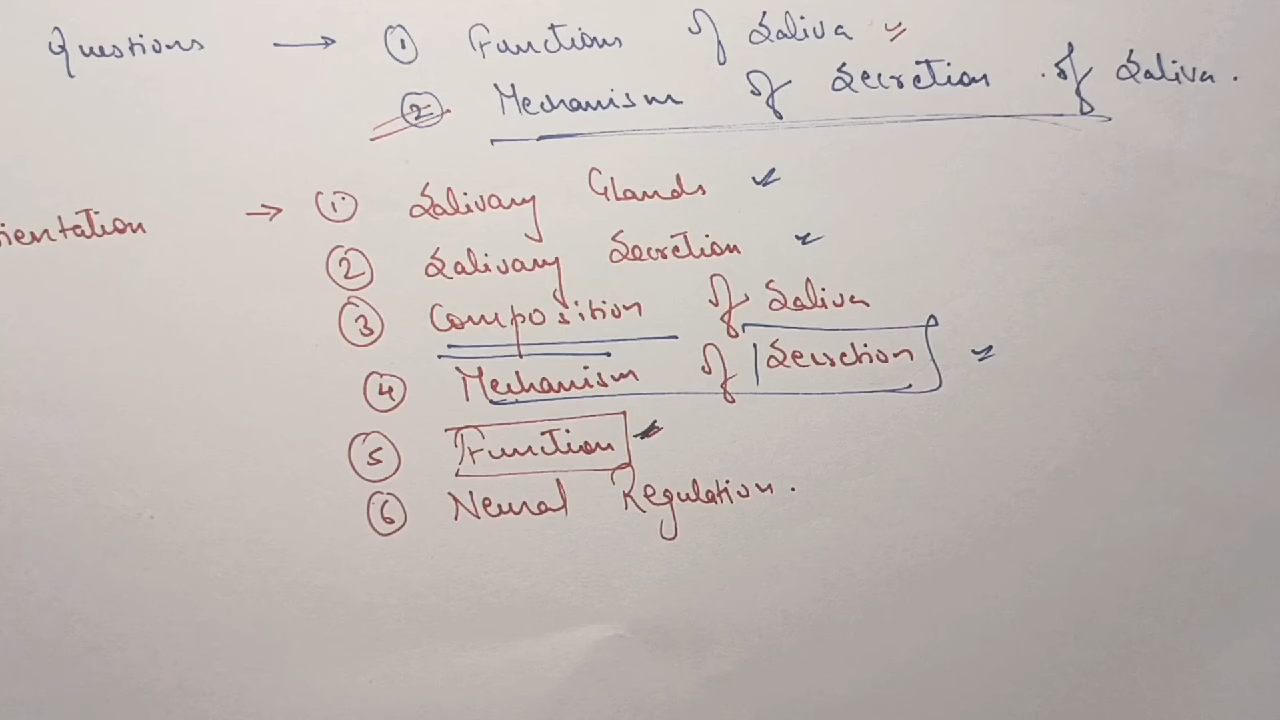 Questions → ① Functions of Saliva
② Mechanism of Secretion of Saliva.
ientation → ① Salivary Glands
② Salivary Secretion
③ Composition of Saliva
④ Mechanism of Secretion
⑤ Function
⑥ Neural Regulation.